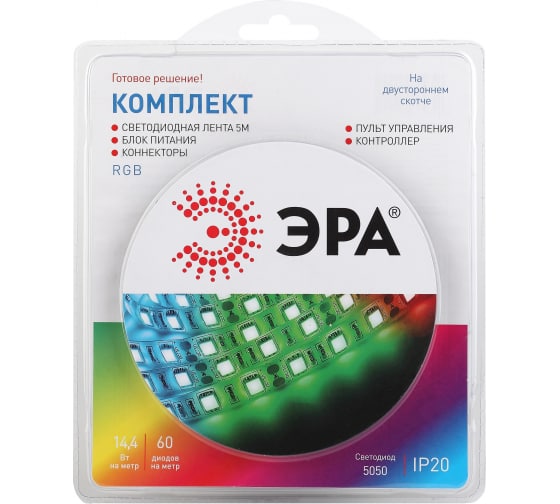 Готовое решение!
КОМПЛЕКТ
СВЕТОДИОДНАЯ ЛЕНТА 5М
БЛОК ПИТАНИЯ
КОННЕКТОРЫ
RGB
На
двустороннем
скотче
ПУЛЬТ УПРАВЛЕНИЯ
КОНТРОЛЛЕР
ЭРА®
14,4
Вт
на метр
60
диодов
на метр
Светодиод
5050
IP20